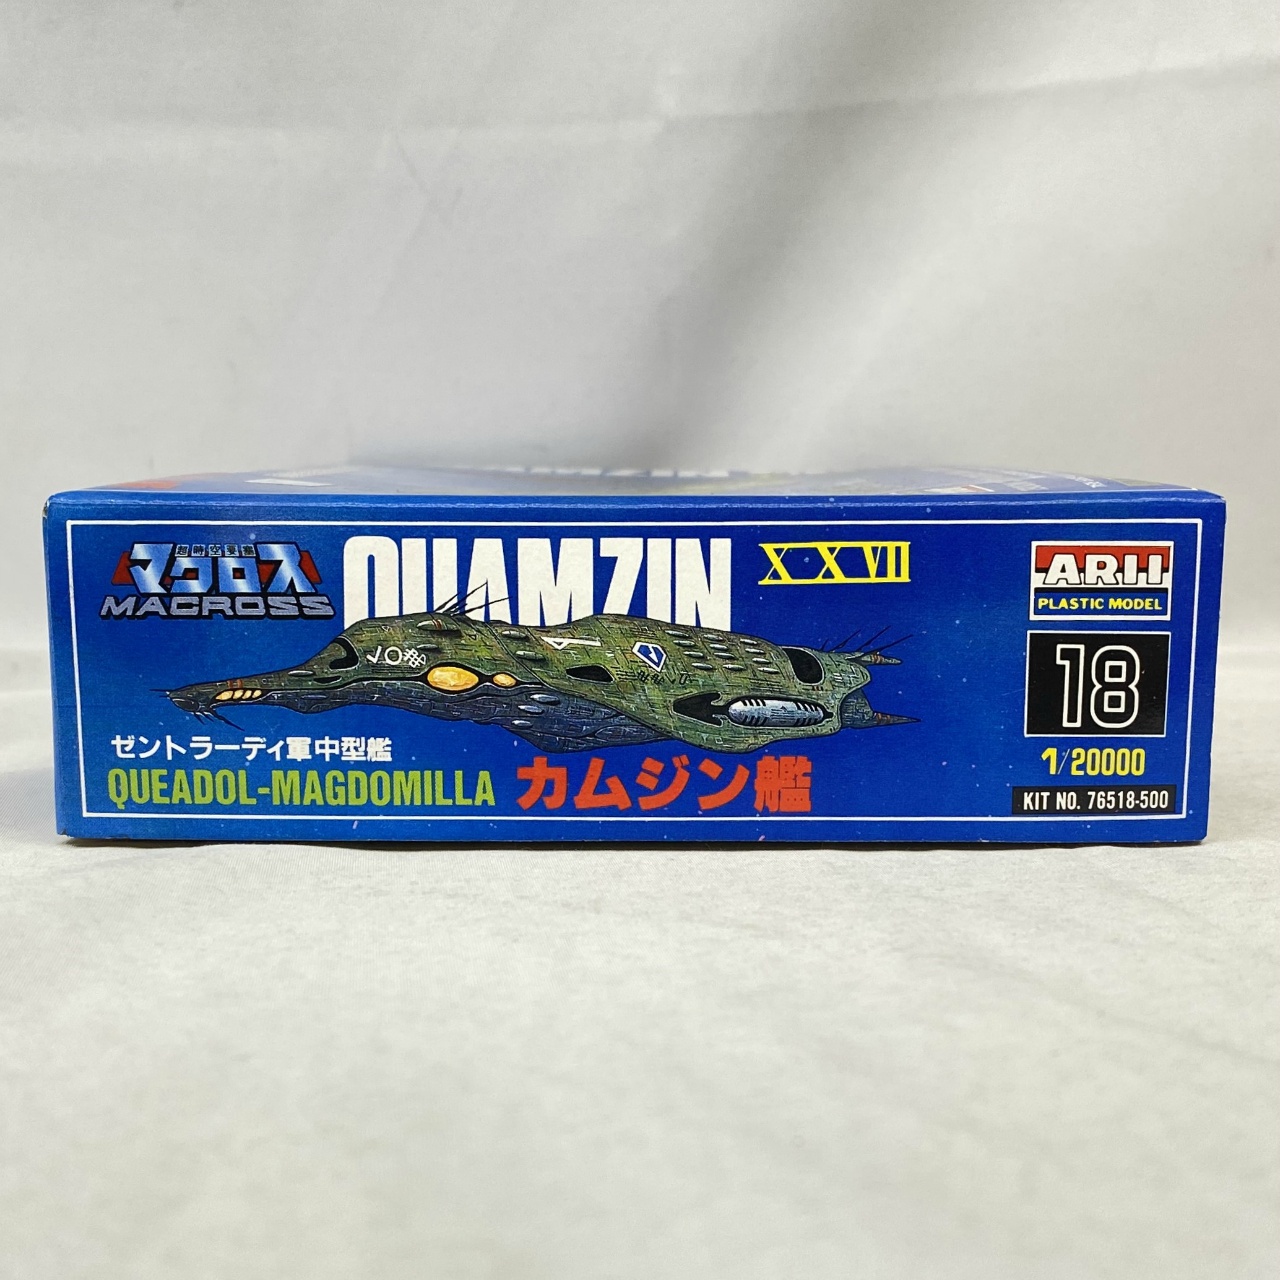 超時空要塞
マクロス
MACROSS
QUAMZIN
XXVII
ARII
PLASTIC MODEL
18
1/20000
KIT NO. 76518-500
ゼントラーディ軍中型艦
QUEADOL-MAGDOMILLA カムジン艦